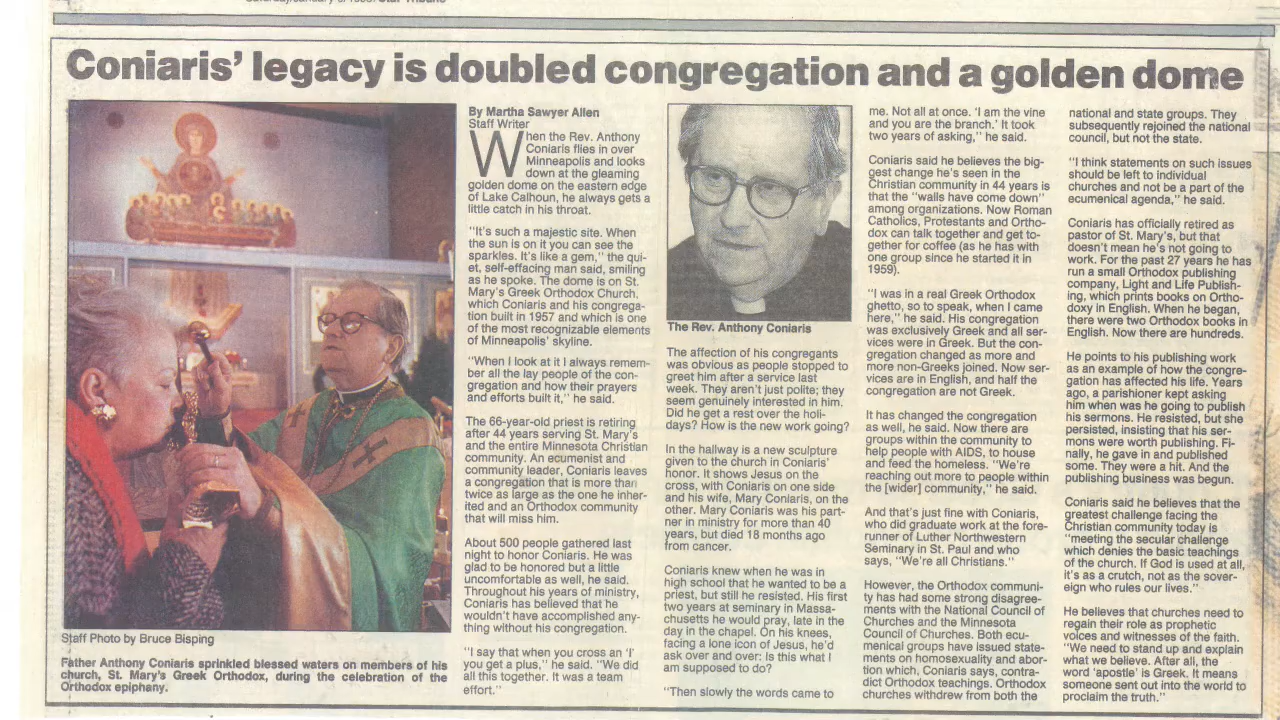 Star Tribune
Coniaris' legacy is doubled congregation and a golden dome
Staff Photo by Bruce Bisping
Father Anthony Coniaris sprinkled blessed waters on members of his
church, St. Mary's Greek Orthodox, during the celebration of the
Orthodox epiphany.
By Martha Sawyer Allen
Staff Writer
When the Rev. Anthony
Coniaris flies in over
Minneapolis and looks
down at the gleaming
golden dome on the eastern edge
of Lake Calhoun, he always gets a
little catch in his throat.
"It's such a majestic site. When
the sun is on it you can see the
sparkles. It's like a gem," the qui-
et, self-effacing man said, smiling
as he spoke. The dome is on St.
Mary's Greek Orthodox Church,
which Coniaris and his congrega-
tion built in 1957 and which is one
of the most recognizable elements
of Minneapolis' skyline.
"When I look at it I always remem-
ber all the lay people of the con-
gregation and how their prayers
and efforts built it," he said.
The 66-year-old priest is retiring
after 44 years serving St. Mary's
and the entire Minnesota Christian
community. An ecumenist and
community leader, Coniaris leaves
a congregation that is more than
twice as large as the one he inher-
ited and an Orthodox community
that will miss him.
About 500 people gathered last
night to honor Coniaris. He was
glad to be honored but a little
uncomfortable as well, he said.
Throughout his years of ministry,
Coniaris has believed that he
wouldn't have accomplished any-
thing without his congregation.
"I say that when you cross an 'I'
you get a plus," he said. "We did
all this together. It was a team
effort."
The Rev. Anthony Coniaris
The affection of his congregants
was obvious as people stopped to
greet him after a service last
week. They aren't just polite; they
seem genuinely interested in him.
Did he get a rest over the holi-
days? How is the new work going?
In the hallway is a new sculpture
given to the church in Coniaris'
honor. It shows Jesus on the
cross, with Coniaris on one side
and his wife, Mary Coniaris, on the
other. Mary Coniaris was his part-
ner in ministry for more than 40
years, but died 18 months ago
from cancer.
Coniaris knew when he was in
high school that he wanted to be a
priest, but still he resisted. His first
two years at seminary in Massa-
chusetts he would pray, late in the
day in the chapel. On his knees,
facing a lone icon of Jesus, he'd
ask over and over: Is this what I
am supposed to do?
"Then slowly the words came to
me. Not all at once. 'I am the vine
and you are the branch.' It took
two years of asking," he said.
Coniaris said he believes the big-
gest change he's seen in the
Christian community in 44 years is
that the "walls have come down"
among organizations. Now Roman
Catholics, Protestants and Ortho-
dox can talk together and get to-
gether for coffee (as he has with
one group since he started it in
1959).
"I was in a real Greek Orthodox
ghetto, so to speak, when I came
here," he said. His congregation
was exclusively Greek and all ser-
vices were in Greek. But the con-
gregation changed as more and
more non-Greeks joined. Now ser-
vices are in English, and half the
congregation are not Greek.
It has changed the congregation
as well, he said. Now there are
groups within the community to
help people with AIDS, to house
and feed the homeless. "We're
reaching out more to people within
the [wider] community," he said.
And that's just fine with Coniaris,
who did graduate work at the fore-
runner of Luther Northwestern
Seminary in St. Paul and who
says, "We're all Christians."
However, the Orthodox communi-
ty has had some strong disagree-
ments with the National Council of
Churches and the Minnesota
Council of Churches. Both ecu-
menical groups have issued state-
ments on homosexuality and abor-
tion which, Coniaris says, contra-
dict Orthodox teachings. Orthodox
churches withdrew from both the
national and state groups. They
subsequently rejoined the national
council, but not the state.
"I think statements on such issues
should be left to individual
churches and not be a part of the
ecumenical agenda," he said.
Coniaris has officially retired as
pastor of St. Mary's, but that
doesn't mean he's not going to
work. For the past 27 years he has
run a small Orthodox publishing
company, Light and Life Publish-
ing, which prints books on Ortho-
doxy in English. When he began,
there were two Orthodox books in
English. Now there are hundreds.
He points to his publishing work
as an example of how the congre-
gation has affected his life. Years
ago, a parishioner kept asking
him when was he going to publish
his sermons. He resisted, but she
persisted, insisting that his ser-
mons were worth publishing. Fi-
nally, he gave in and published
some. They were a hit. And the
publishing business was begun.
Coniaris said he believes that the
greatest challenge facing the
Christian community today is
"meeting the secular challenge
which denies the basic teachings
of the church. If God is used at all,
it's as a crutch, not as the sover-
eign who rules our lives."
He believes that churches need to
regain their role as prophetic
voices and witnesses of the faith.
"We need to stand up and explain
what we believe. After all, the
word 'apostle' is Greek. It means
someone sent out into the world to
proclaim the truth."